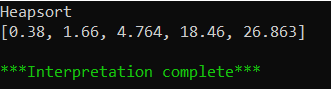 Heapsort
[0.38, 1.66, 4.764, 18.46, 26.863]
***Interpretation complete***